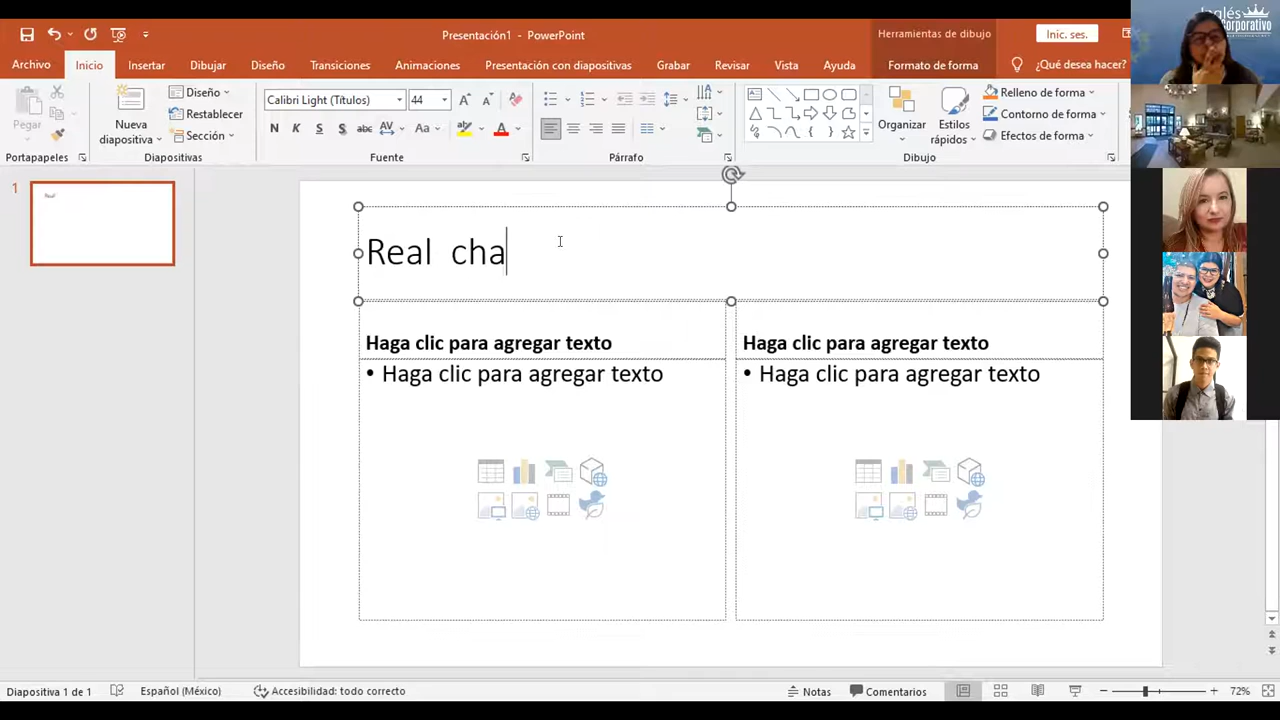 Presentación1 - PowerPoint
Herramientas de dibujo
Inic. ses.
Inglés
Corporativo
Archivo
Inicio
Insertar
Dibujar
Diseño
Transiciones
Animaciones
Presentación con diapositivas
Grabar
Revisar
Vista
Ayuda
Formato de forma
¿Qué desea hacer?
Pegar
Portapapeles
Nueva
diapositiva
Diseño
Restablecer
Sección
Diapositivas
Calibri Light (Títulos)
44
N K S S abc AV Aa A
Fuente
Párrafo
Organizar
Estilos
rápidos
Relleno de forma
Contorno de forma
Efectos de forma
Dibujo
1
Real cha
Haga clic para agregar texto
• Haga clic para agregar texto
Haga clic para agregar texto
• Haga clic para agregar texto
Diapositiva 1 de 1
Español (México)
Accesibilidad: todo correcto
Notas
Comentarios
72%